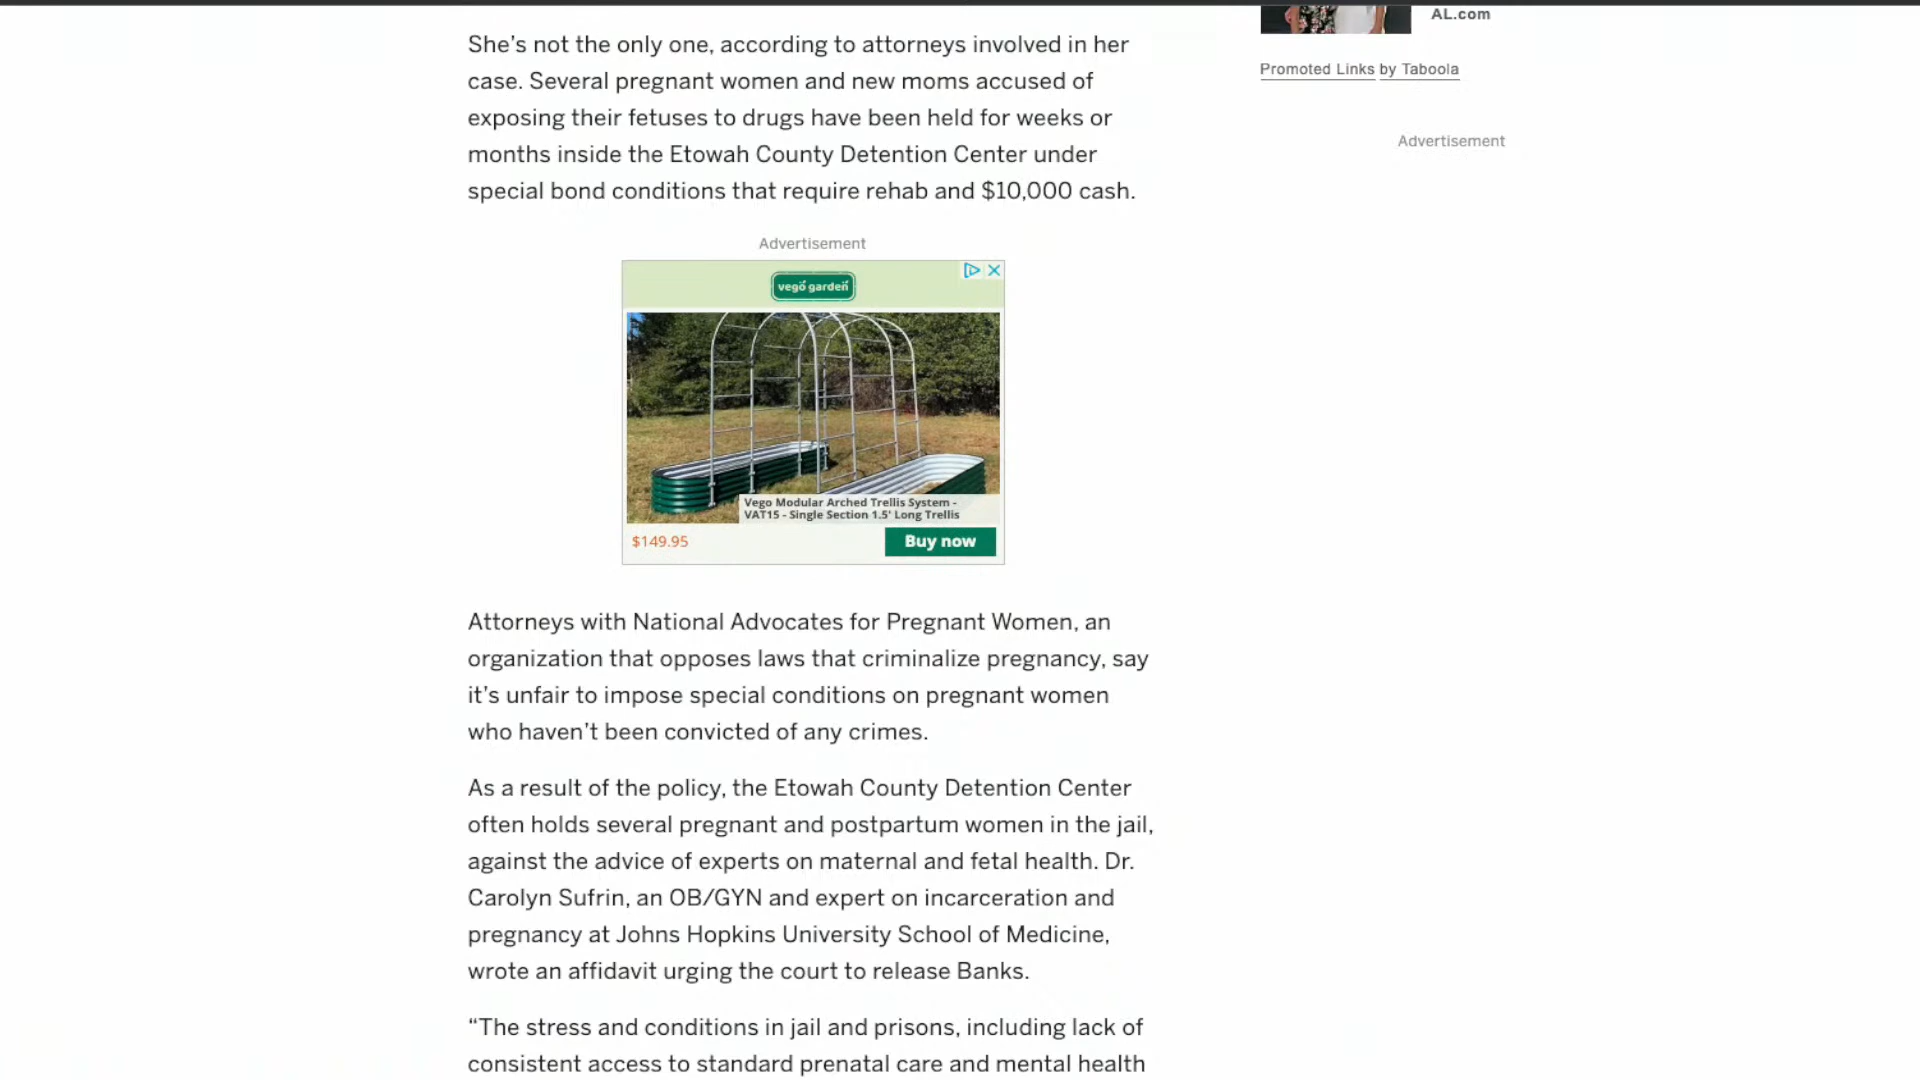 AL.com
Promoted Links by Taboola
Advertisement
She’s not the only one, according to attorneys involved in her
case. Several pregnant women and new moms accused of
exposing their fetuses to drugs have been held for weeks or
months inside the Etowah County Detention Center under
special bond conditions that require rehab and $10,000 cash.
Advertisement
vego garden
Vego Modular Arched Trellis System -
VAT15 - Single Section 1.5' Long Trellis
$149.95
Buy now
Attorneys with National Advocates for Pregnant Women, an
organization that opposes laws that criminalize pregnancy, say
it’s unfair to impose special conditions on pregnant women
who haven’t been convicted of any crimes.
As a result of the policy, the Etowah County Detention Center
often holds several pregnant and postpartum women in the jail,
against the advice of experts on maternal and fetal health. Dr.
Carolyn Sufrin, an OB/GYN and expert on incarceration and
pregnancy at Johns Hopkins University School of Medicine,
wrote an affidavit urging the court to release Banks.
“The stress and conditions in jail and prisons, including lack of
consistent access to standard prenatal care and mental health